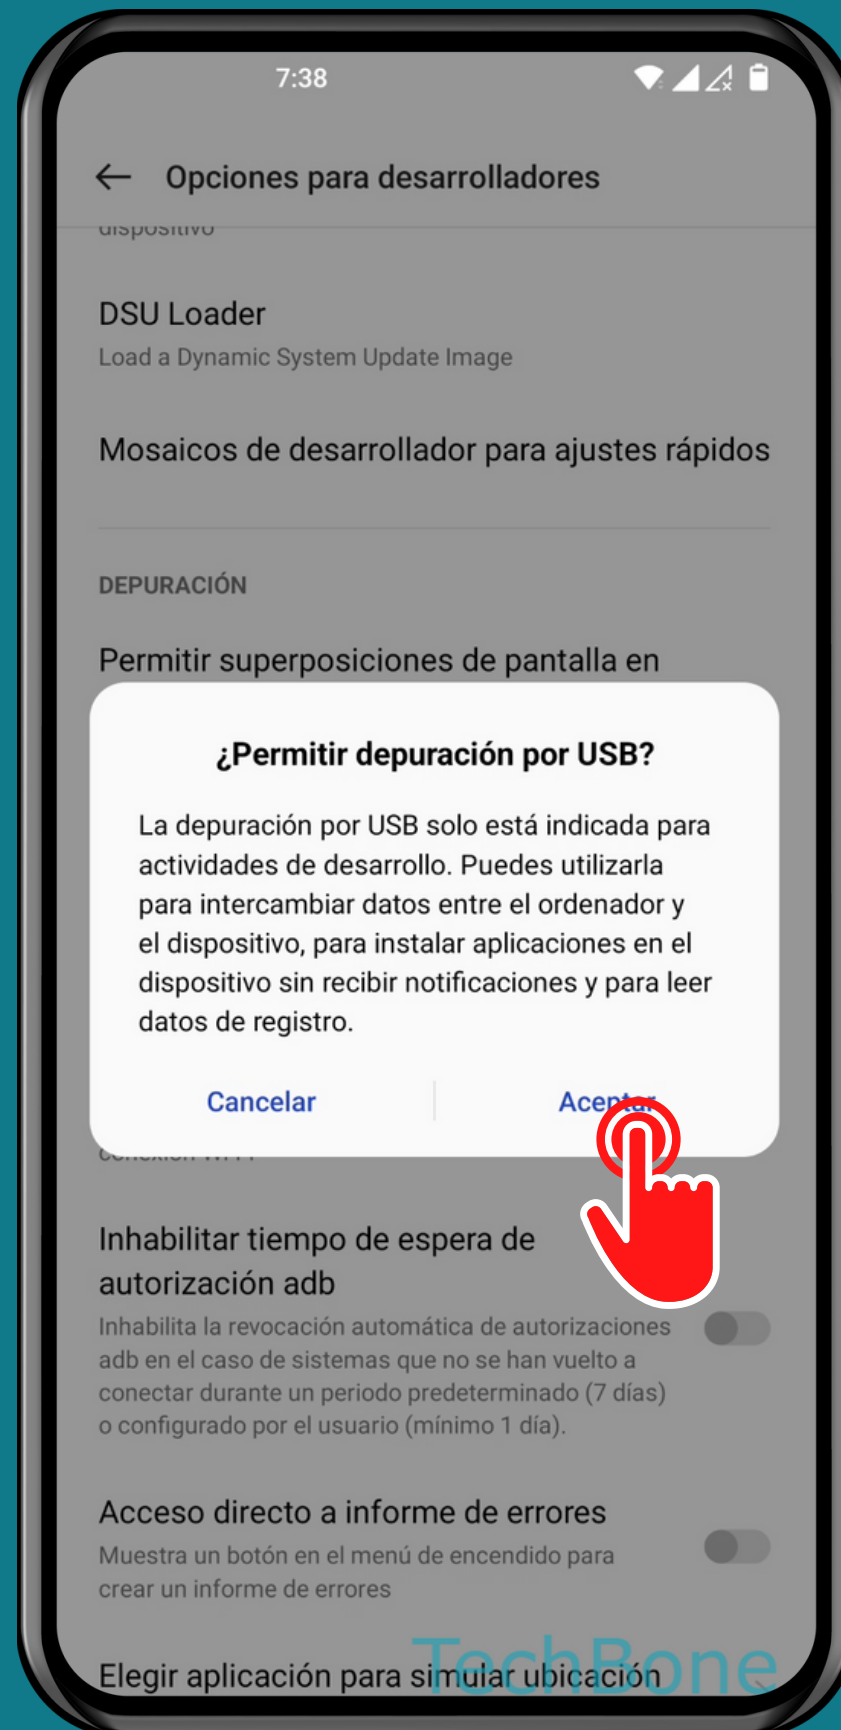 7:38
Opciones para desarrolladores
dispositivo
DSU Loader
Load a Dynamic System Update Image
Mosaicos de desarrollador para ajustes rápidos
DEPURACIÓN
Permitir superposiciones de pantalla en
¿Permitir depuración por USB?
La depuración por USB solo está indicada para
actividades de desarrollo. Puedes utilizarla
para intercambiar datos entre el ordenador y
el dispositivo, para instalar aplicaciones en el
dispositivo sin recibir notificaciones y para leer
datos de registro.
Cancelar
Aceptar
conexión Wi-Fi
Inhabilitar tiempo de espera de
autorización adb
Inhabilita la revocación automática de autorizaciones
adb en el caso de sistemas que no se han vuelto a
conectar durante un periodo predeterminado (7 días)
o configurado por el usuario (mínimo 1 día).
Acceso directo a informe de errores
Muestra un botón en el menú de encendido para
crear un informe de errores
Elegir aplicación para simular ubicación
TechBone